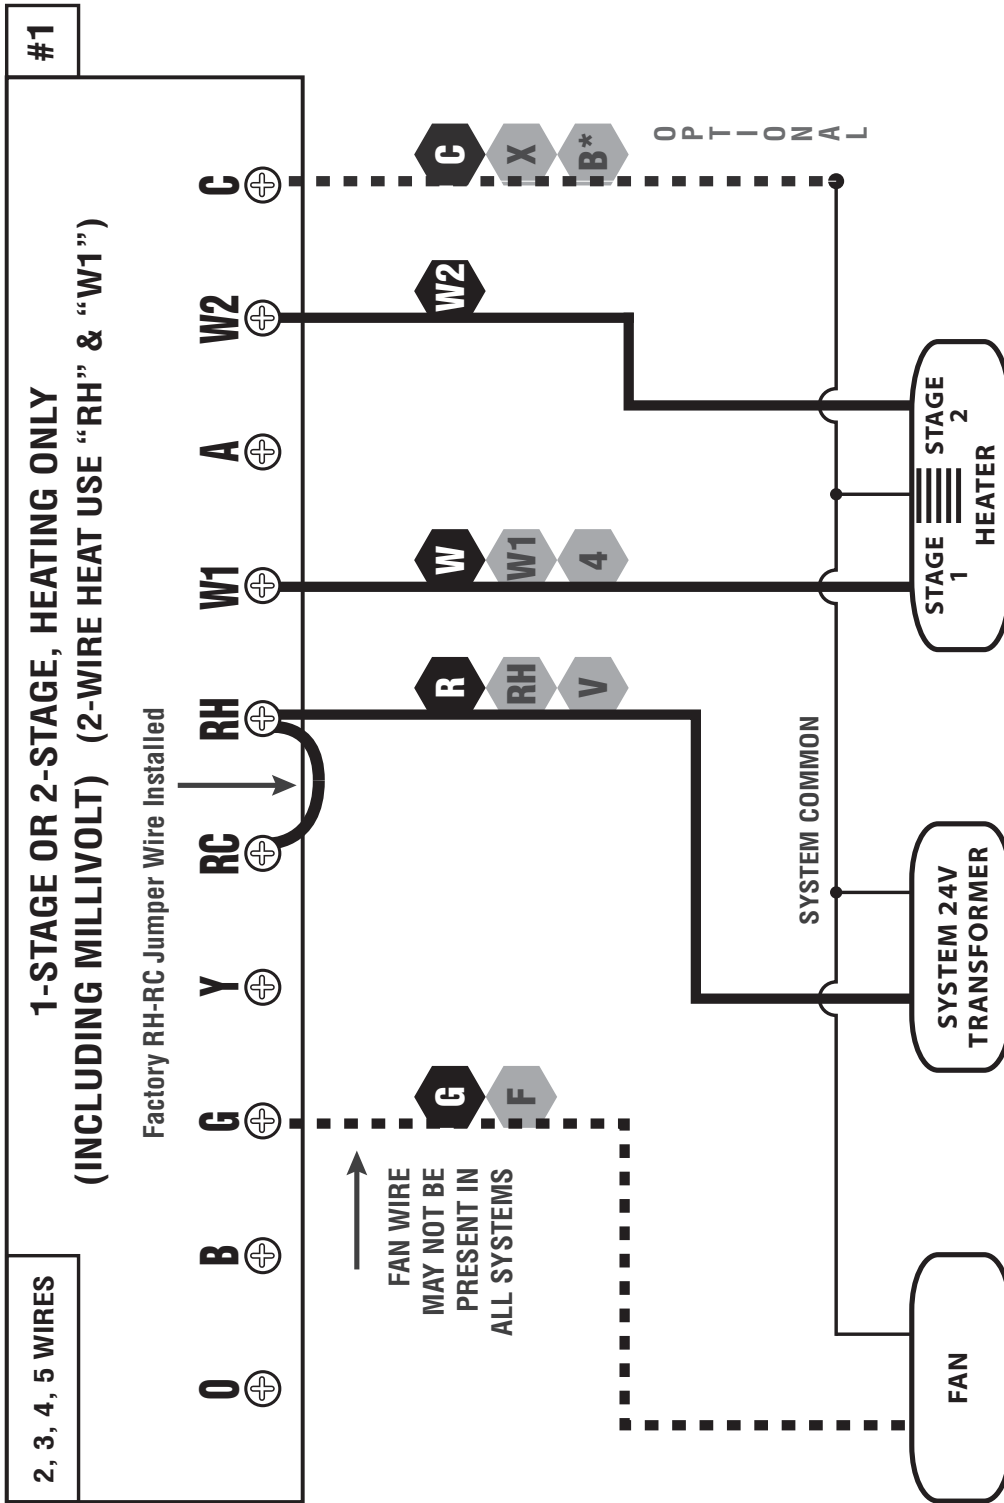 2, 3, 4, 5 WIRES
#1
1-STAGE OR 2-STAGE, HEATING ONLY
(INCLUDING MILLIVOLT) (2-WIRE HEAT USE “RH” & “W1”)
Factory RH-RC Jumper Wire Installed
O B G Y RC RH W1 A W2 C
FAN WIRE
MAY NOT BE
PRESENT IN
ALL SYSTEMS
G
F
R
RH
V
W
W1
4
W2
C
X
B*
OPTIONAL
SYSTEM COMMON
FAN
SYSTEM 24V
TRANSFORMER
STAGE 1
STAGE 2
HEATER